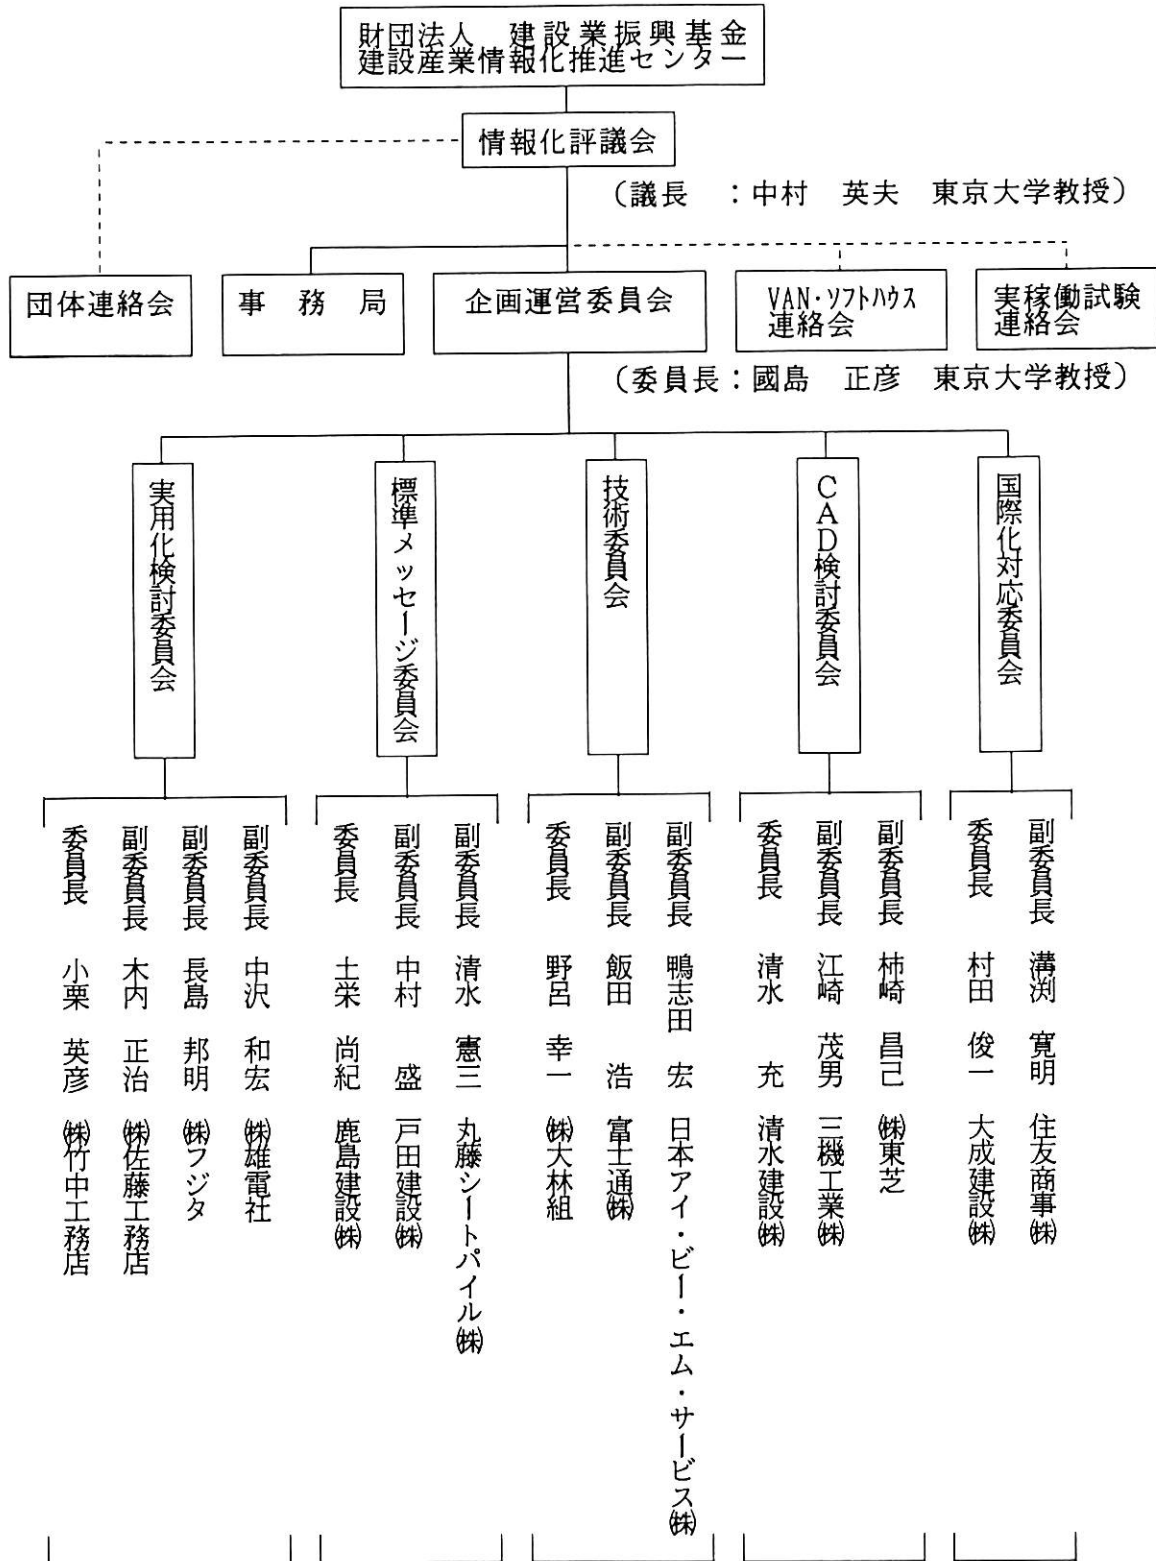 財団法人　建設業振興基金
建設産業情報化推進センター
情報化評議会
（議長　：中村　英夫　東京大学教授）
団体連絡会
事　務　局
企画運営委員会
VAN・ソフトハウス
連絡会
実稼働試験
連絡会
（委員長：國島　正彦　東京大学教授）
実用化検討委員会
標準メッセージ委員会
技術委員会
CAD検討委員会
国際化対応委員会
委員長　小栗　英彦　㈱竹中工務店
副委員長　木内　正治　㈱佐藤工務店
副委員長　長島　邦明　㈱フジタ
副委員長　中沢　和宏　㈱雄電社
委員長　土栄　尚紀　鹿島建設㈱
副委員長　中村　盛　戸田建設㈱
副委員長　清水　憲三　丸藤シートパイル㈱
委員長　野呂　幸一　㈱大林組
副委員長　飯田　浩　富士通㈱
副委員長　鴨志田　宏　日本アイ・ビー・エム・サービス㈱
委員長　清水　充　清水建設㈱
副委員長　江崎　茂男　三機工業㈱
副委員長　柿崎　昌己　㈱東芝
委員長　村田　俊一　大成建設㈱
副委員長　溝渕　寛明　住友商事㈱